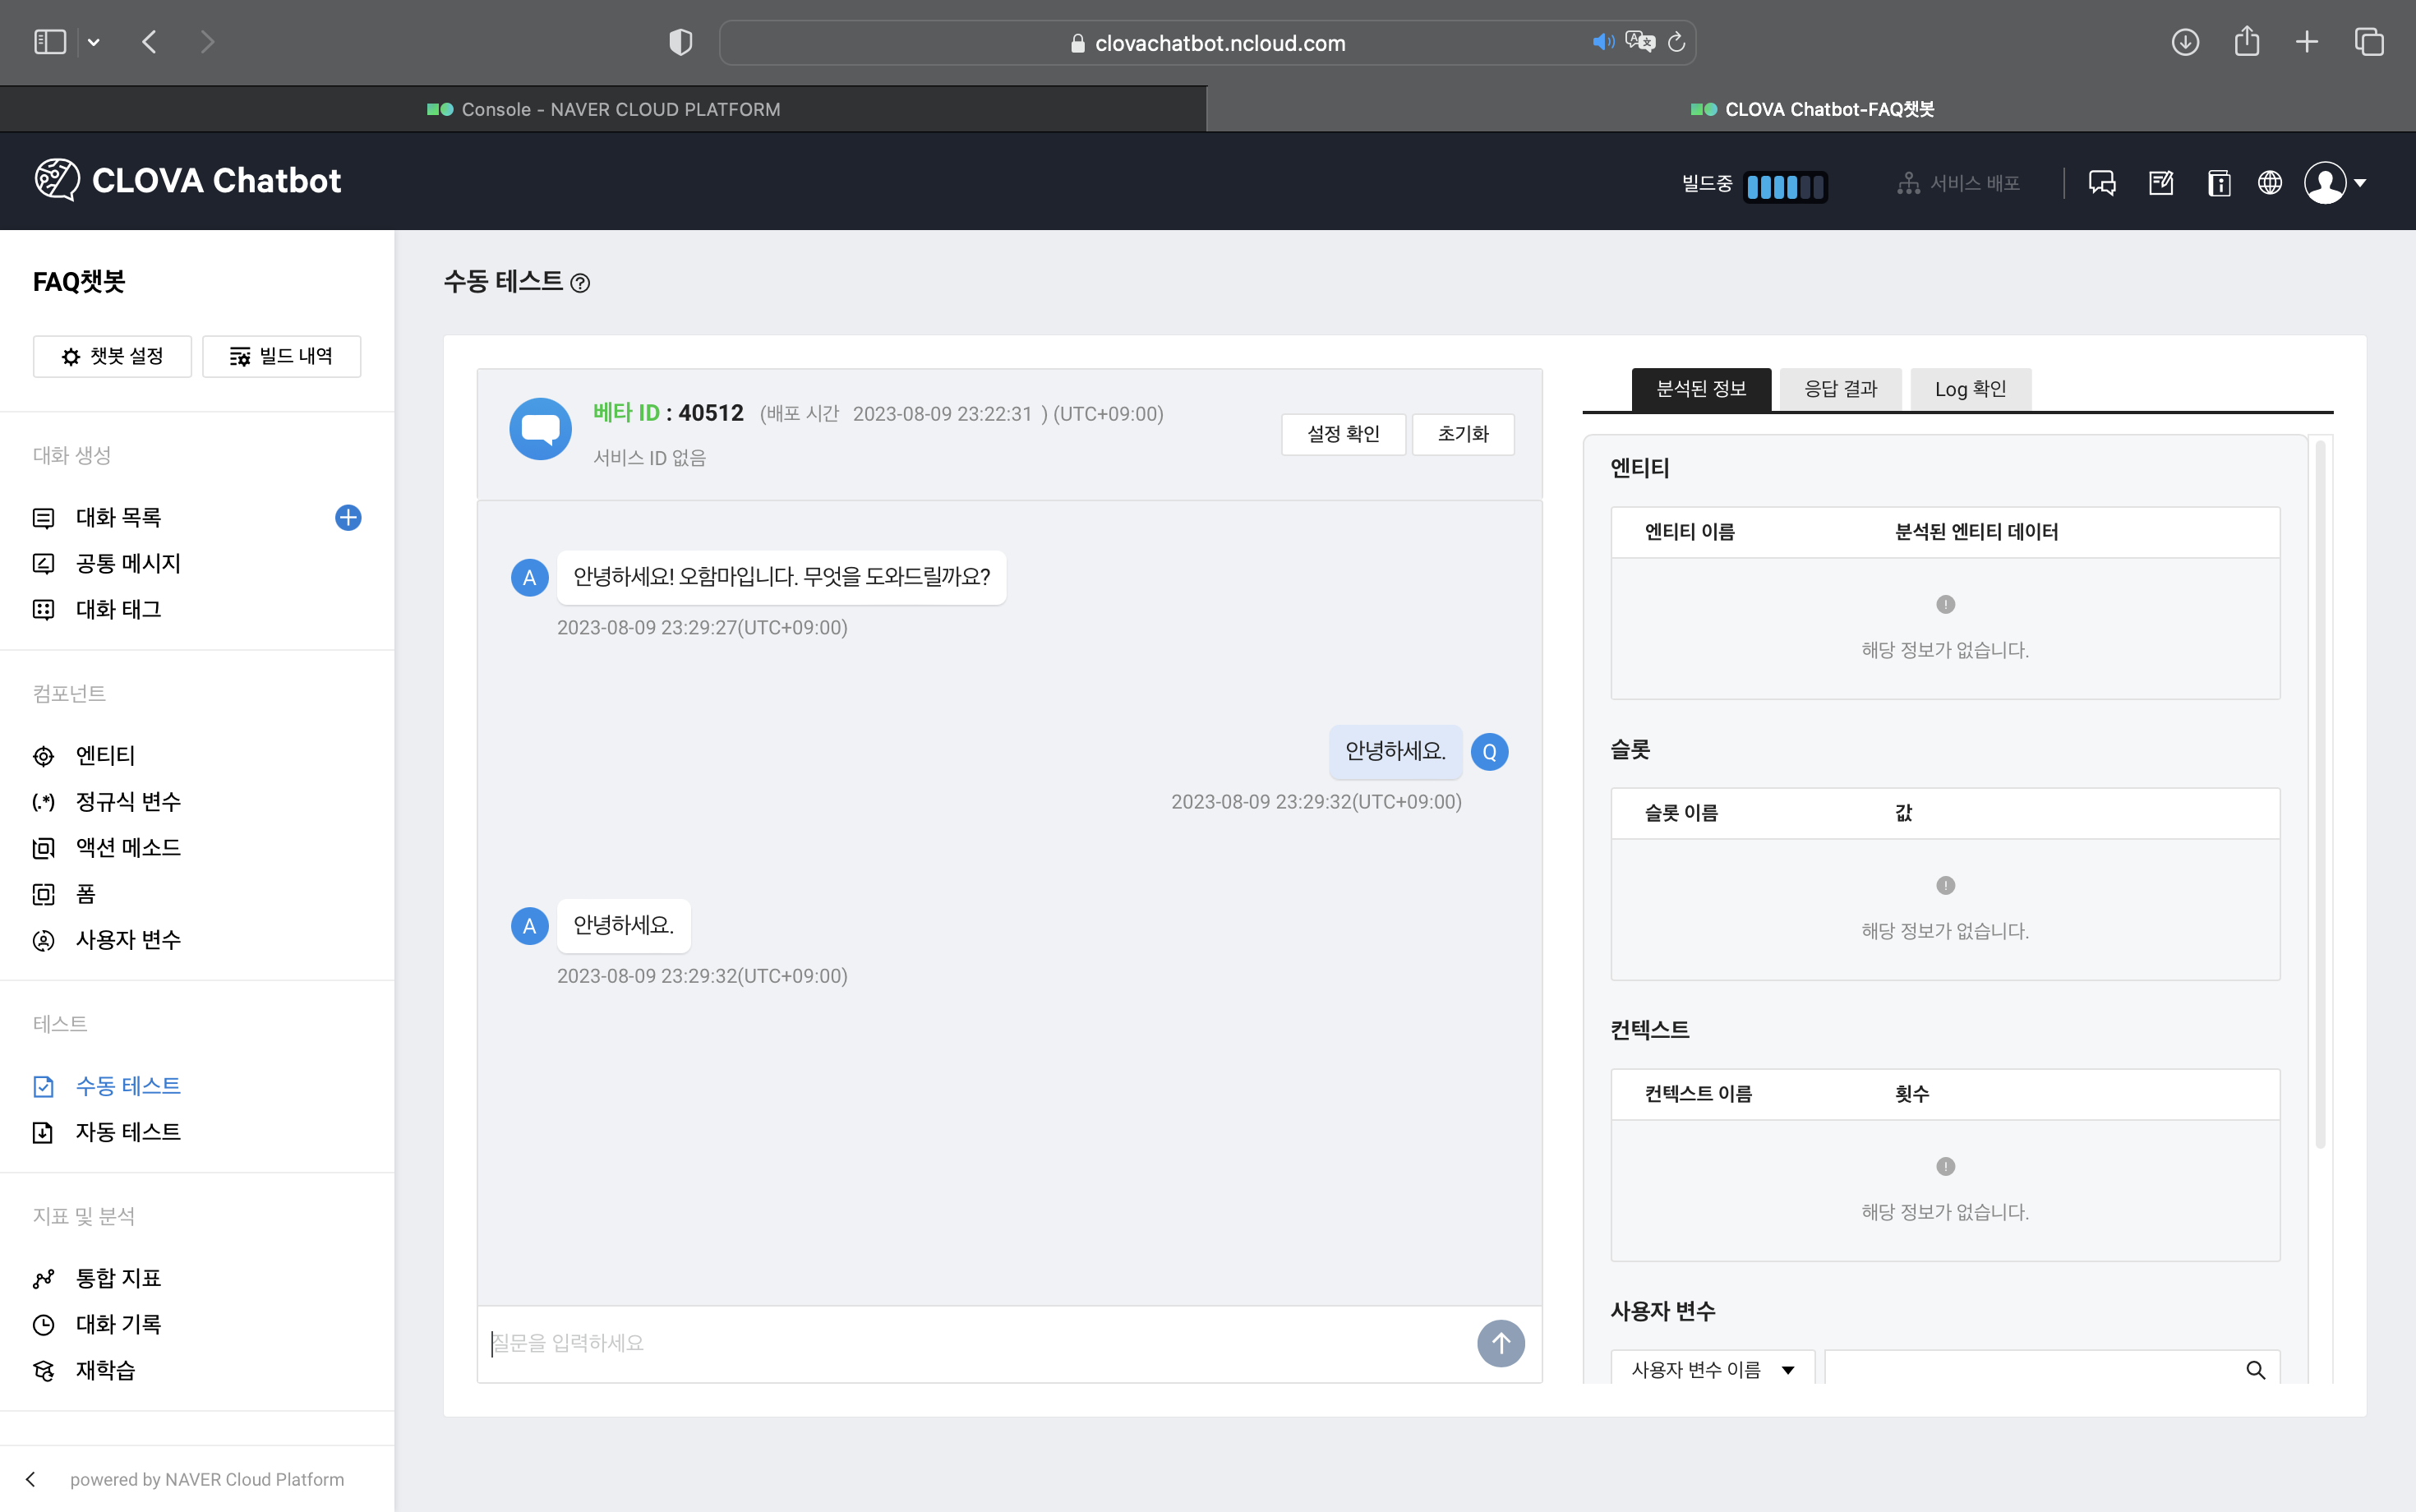 clovachatbot.ncloud.com
Console - NAVER CLOUD PLATFORM
CLOVA Chatbot-FAQ챗봇
CLOVA Chatbot
빌드중
서비스 배포
FAQ챗봇
챗봇 설정
빌드 내역
대화 생성
대화 목록
공통 메시지
대화 태그
컴포넌트
엔티티
(.*) 정규식 변수
액션 메소드
폼
사용자 변수
테스트
수동 테스트
자동 테스트
지표 및 분석
통합 지표
대화 기록
재학습
powered by NAVER Cloud Platform
수동 테스트 ?
베타 ID : 40512 (배포 시간 2023-08-09 23:22:31 ) (UTC+09:00)
서비스 ID 없음
설정 확인
초기화
A 안녕하세요! 오함마입니다. 무엇을 도와드릴까요?
2023-08-09 23:29:27(UTC+09:00)
안녕하세요. Q
2023-08-09 23:29:32(UTC+09:00)
A 안녕하세요.
2023-08-09 23:29:32(UTC+09:00)
질문을 입력하세요
분석된 정보
응답 결과
Log 확인
엔티티
엔티티 이름 분석된 엔티티 데이터
해당 정보가 없습니다.
슬롯
슬롯 이름 값
해당 정보가 없습니다.
컨텍스트
컨텍스트 이름 횟수
해당 정보가 없습니다.
사용자 변수
사용자 변수 이름